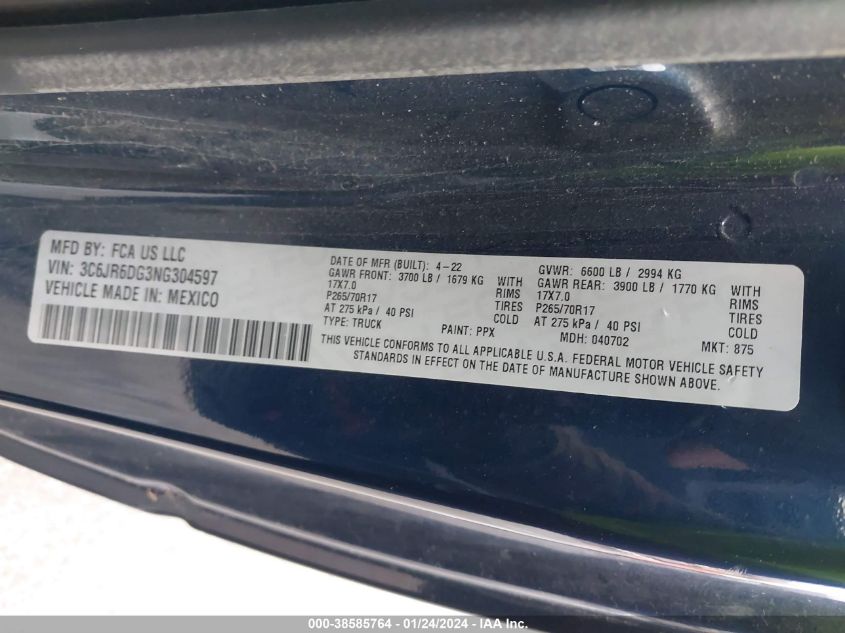 MFD BY: FCA US LLC
VIN: 3C6JR6DG3NG304597
VEHICLE MADE IN: MEXICO
DATE OF MFR (BUILT): 4-22
GAWR FRONT: 3700 LB / 1679 KG WITH
17X7.0 RIMS
P265/70R17 TIRES
AT 275 kPa / 40 PSI COLD
TYPE: TRUCK PAINT: PPX
GVWR: 6600 LB / 2994 KG
GAWR REAR: 3900 LB / 1770 KG WITH
17X7.0 RIMS
P265/70R17 TIRES
AT 275 kPa / 40 PSI COLD
MDH: 040702 MKT: 875
THIS VEHICLE CONFORMS TO ALL APPLICABLE U.S.A. FEDERAL MOTOR VEHICLE SAFETY
STANDARDS IN EFFECT ON THE DATE OF MANUFACTURE SHOWN ABOVE.
000-38585764 - 01/24/2024 - IAA Inc.